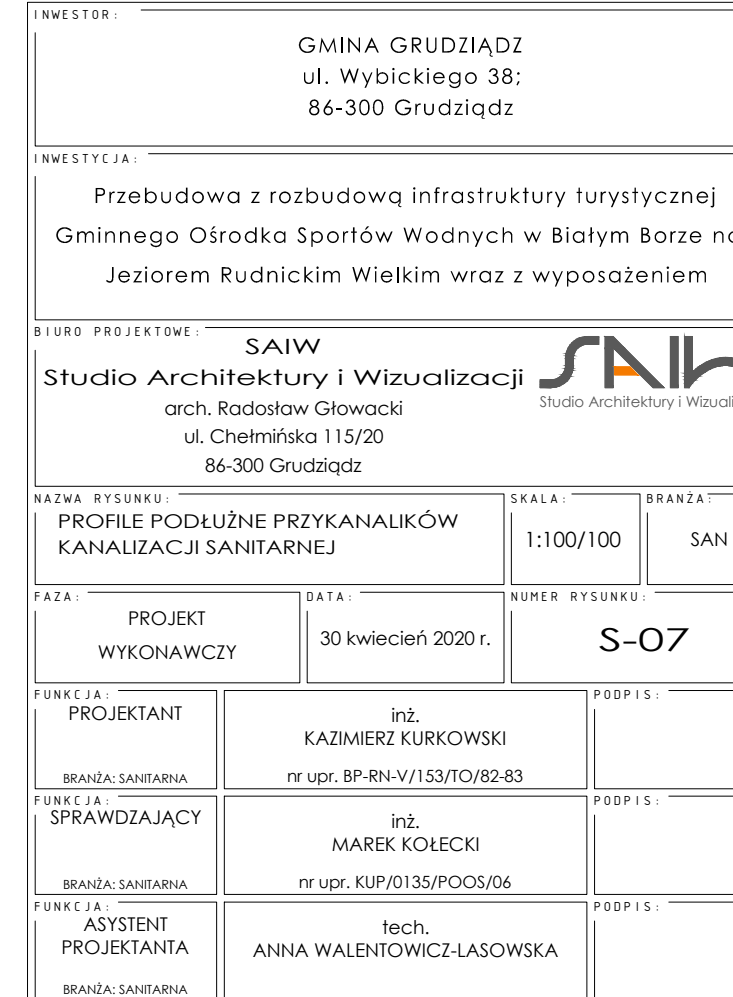 INWESTOR:
GMINA GRUDZIĄDZ
ul. Wybickiego 38;
86-300 Grudziądz
INWESTYCJA:
Przebudowa z rozbudową infrastruktury turystycznej
Gminnego Ośrodka Sportów Wodnych w Białym Borze na
Jeziorem Rudnickim Wielkim wraz z wyposażeniem
BIURO PROJEKTOWE:
SAIW
Studio Architektury i Wizualizacji
arch. Radosław Głowacki
ul. Chełmińska 115/20
86-300 Grudziądz
Studio Architektury i Wizuali
NAZWA RYSUNKU:
PROFILE PODŁUŻNE PRZYKANALIKÓW
KANALIZACJI SANITARNEJ
SKALA:
1:100/100
BRANŻA:
SAN
FAZA:
PROJEKT
WYKONAWCZY
DATA:
30 kwiecień 2020 r.
NUMER RYSUNKU:
S-07
FUNKCJA:
PROJEKTANT
BRANŻA: SANITARNA
inż.
KAZIMIERZ KURKOWSKI
nr upr. BP-RN-V/153/TO/82-83
PODPIS:
FUNKCJA:
SPRAWDZAJĄCY
BRANŻA: SANITARNA
inż.
MAREK KOŁECKI
nr upr. KUP/0135/POOS/06
PODPIS:
FUNKCJA:
ASYSTENT
PROJEKTANTA
BRANŻA: SANITARNA
tech.
ANNA WALENTOWICZ-LASOWSKA
PODPIS: